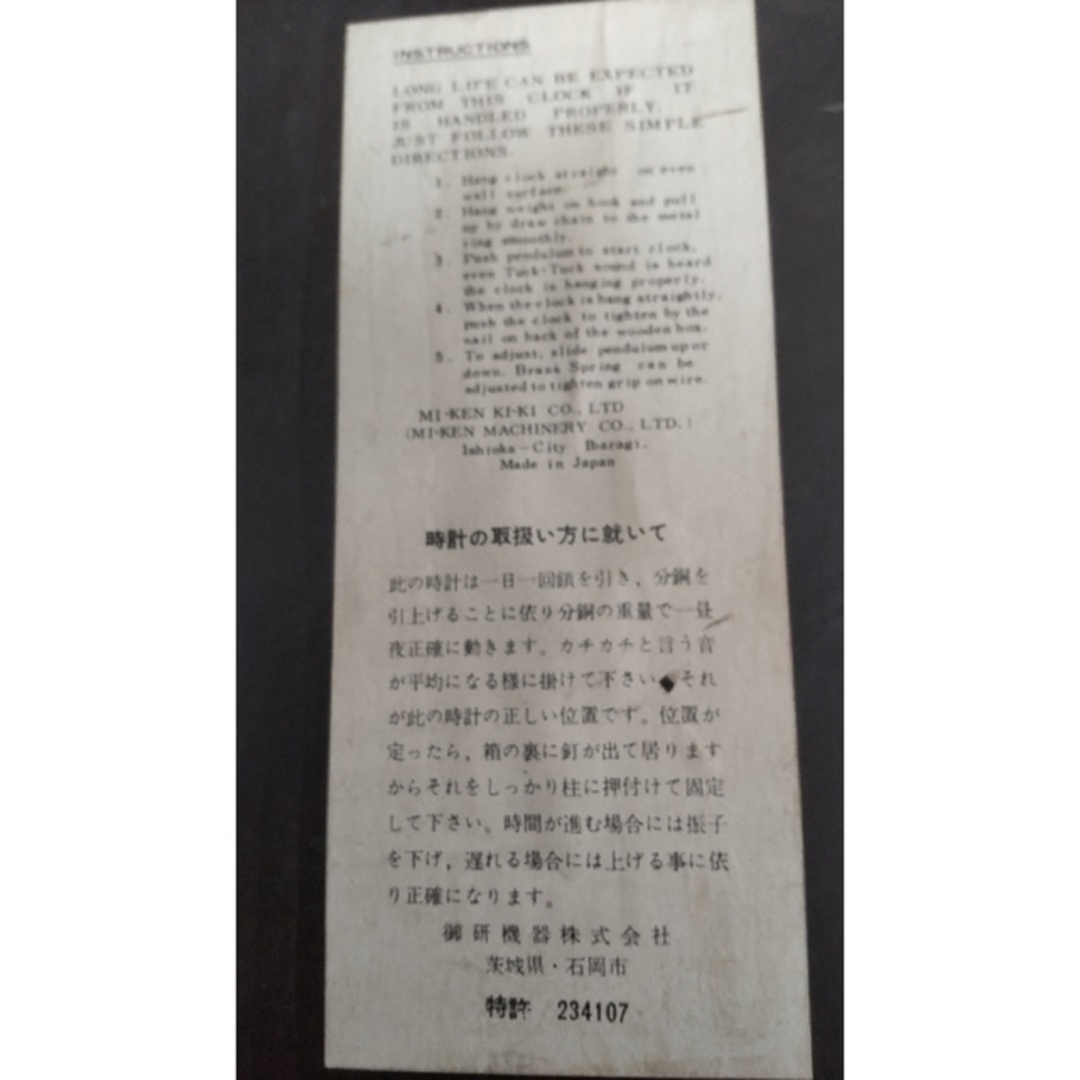 INSTRUCTIONS
LONG LIFE CAN BE EXPECTED
FROM THIS CLOCK IF IT
IS HANDLED PROPERLY.
JUST FOLLOW THESE SIMPLE
DIRECTIONS.
1. Hang clock straight on even
wall surface.
2. Hang weight on hook and pull
up by draw chain to the metal
ring smoothly.
3. Push pendulum to start clock.
even Tuck-Tuck sound is heard
the clock is hanging properly.
4. When the clock is hang straightly,
push the clock to tighten by the
nail on back of the wooden box.
5. To adjust, slide pendulum up or
down. Brass Spring can be
adjusted to tighten grip on wire.
MI-KEN KI-KI CO., LTD
(MI-KEN MACHINERY CO., LTD.)
Ishioka-City Ibaragi.
Made in Japan
時計の取扱い方に就いて
此の時計は一日一回鎖を引き、分銅を
引上げることに依り分銅の重量で一昼
夜正確に動きます。カチカチと言う音
が平均になる様に掛けて下さい。それ
が此の時計の正しい位置です。位置が
定ったら、箱の裏に釘が出て居ります
からそれをしっかり柱に押付けて固定
して下さい。時間が進む場合には振子
を下げ、遅れる場合には上げる事に依
り正確になります。
御研機器株式会社
茨城県・石岡市
特許 234107